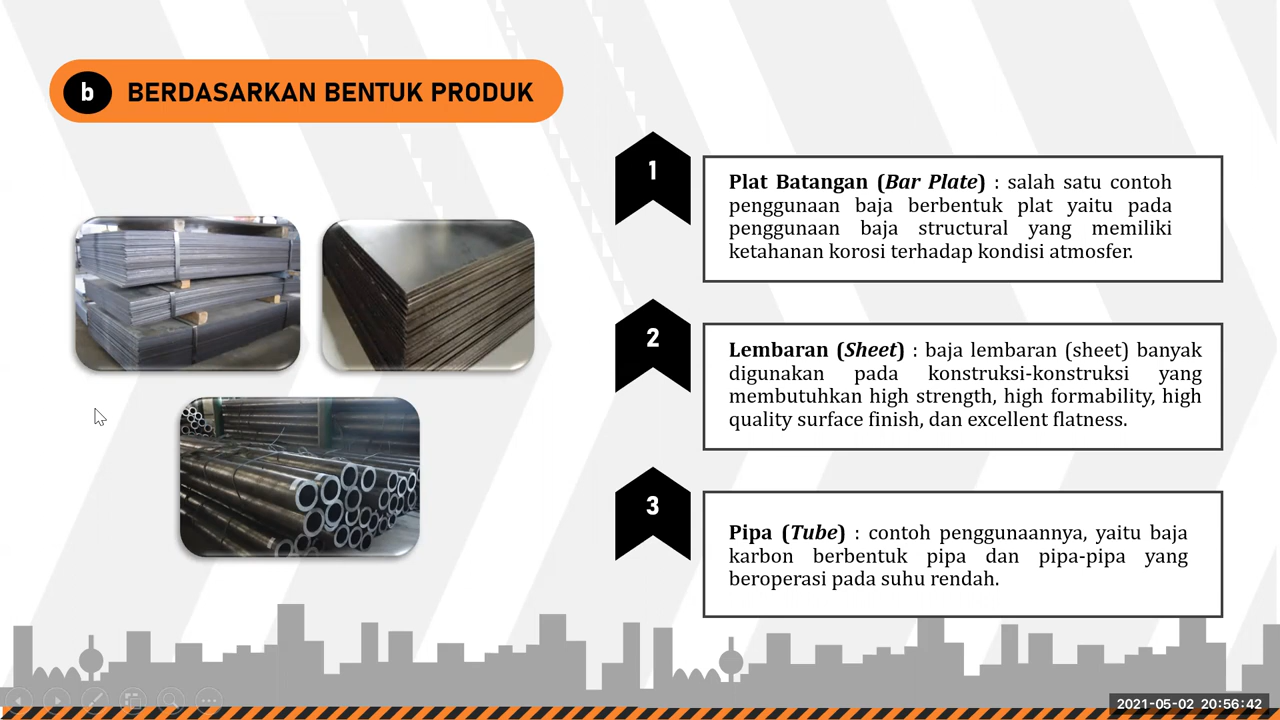 b
BERDASARKAN BENTUK PRODUK
1
Plat Batangan (Bar Plate) : salah satu contoh
penggunaan baja berbentuk plat yaitu pada
penggunaan baja structural yang memiliki
ketahanan korosi terhadap kondisi atmosfer.
2
Lembaran (Sheet) : baja lembaran (sheet) banyak
digunakan pada konstruksi-konstruksi yang
membutuhkan high strength, high formability, high
quality surface finish, dan excellent flatness.
3
Pipa (Tube) : contoh penggunaannya, yaitu baja
karbon berbentuk pipa dan pipa-pipa yang
beroperasi pada suhu rendah.
2021-05-02 20:56:42